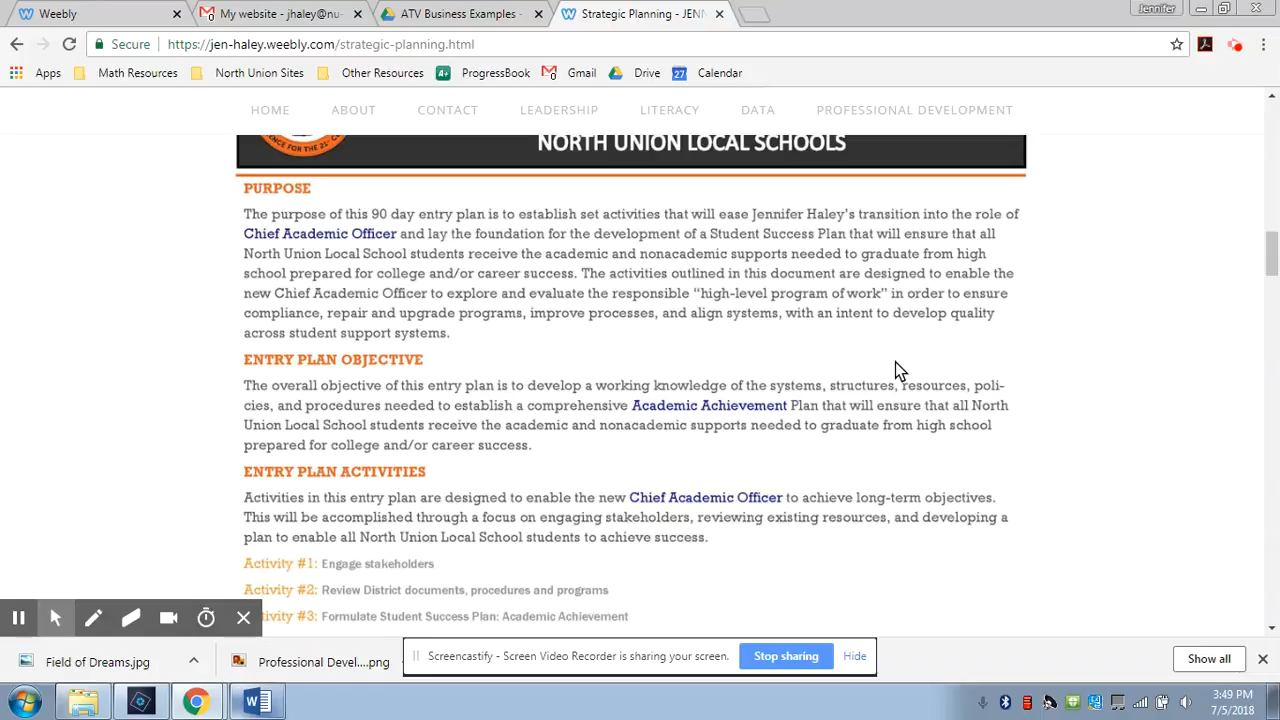 Weebly
My website - jhaley@nu-
ATV Business Examples -
Strategic Planning - JENN
Jennifer
Secure
https://jen-haley.weebly.com/strategic-planning.html
Apps
Math Resources
North Union Sites
Other Resources
ProgressBook
Gmail
Drive
27
Calendar
HOME
ABOUT
CONTACT
LEADERSHIP
LITERACY
DATA
PROFESSIONAL DEVELOPMENT
NORTH UNION LOCAL SCHOOLS
PURPOSE
The purpose of this 90 day entry plan is to establish set activities that will ease Jennifer Haley's transition into the role of
Chief Academic Officer and lay the foundation for the development of a Student Success Plan that will ensure that all
North Union Local School students receive the academic and nonacademic supports needed to graduate from high
school prepared for college and/or career success. The activities outlined in this document are designed to enable the
new Chief Academic Officer to explore and evaluate the responsible "high-level program of work" in order to ensure
compliance, repair and upgrade programs, improve processes, and align systems, with an intent to develop quality
across student support systems.
ENTRY PLAN OBJECTIVE
The overall objective of this entry plan is to develop a working knowledge of the systems, structures, resources, poli-
cies, and procedures needed to establish a comprehensive Academic Achievement Plan that will ensure that all North
Union Local School students receive the academic and nonacademic supports needed to graduate from high school
prepared for college and/or career success.
ENTRY PLAN ACTIVITIES
Activities in this entry plan are designed to enable the new Chief Academic Officer to achieve long-term objectives.
This will be accomplished through a focus on engaging stakeholders, reviewing existing resources, and developing a
plan to enable all North Union Local School students to achieve success.
Activity #1: Engage stakeholders
Activity #2: Review District documents, procedures and programs
tivity #3: Formulate Student Success Plan: Academic Achievement
Field of Dreams.jpg
Professional Devel....png
Screencastify - Screen Video Recorder is sharing your screen.
Stop sharing
Hide
Show all
3:49 PM
7/5/2018